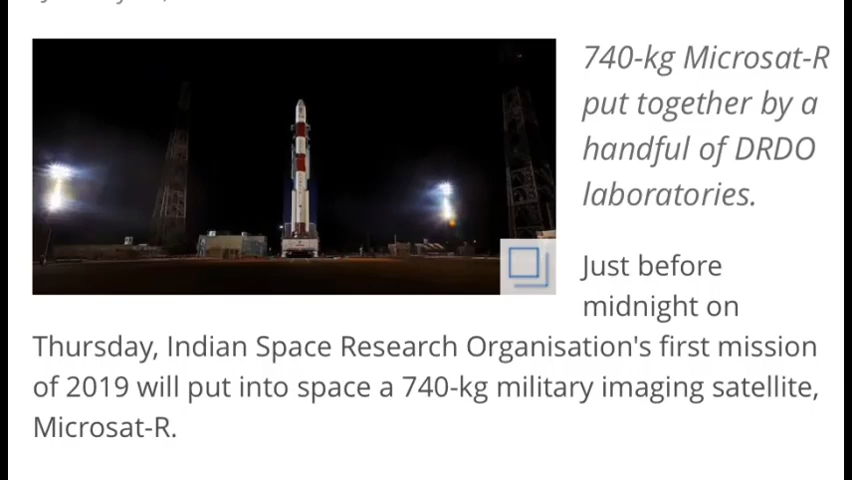 740-kg Microsat-R
put together by a
handful of DRDO
laboratories.
Just before
midnight on
Thursday, Indian Space Research Organisation's first mission
of 2019 will put into space a 740-kg military imaging satellite,
Microsat-R.